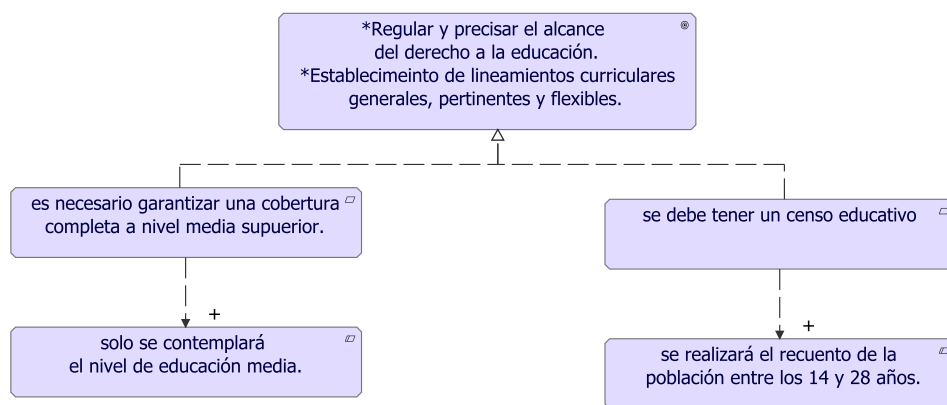 *Regular y precisar el alcance
del derecho a la educación.
*Establecimeinto de lineamientos curriculares
generales, pertinentes y flexibles.
es necesario garantizar una cobertura
completa a nivel media supuerior.
se debe tener un censo educativo
+
solo se contemplará
el nivel de educación media.
+
se realizará el recuento de la
población entre los 14 y 28 años.